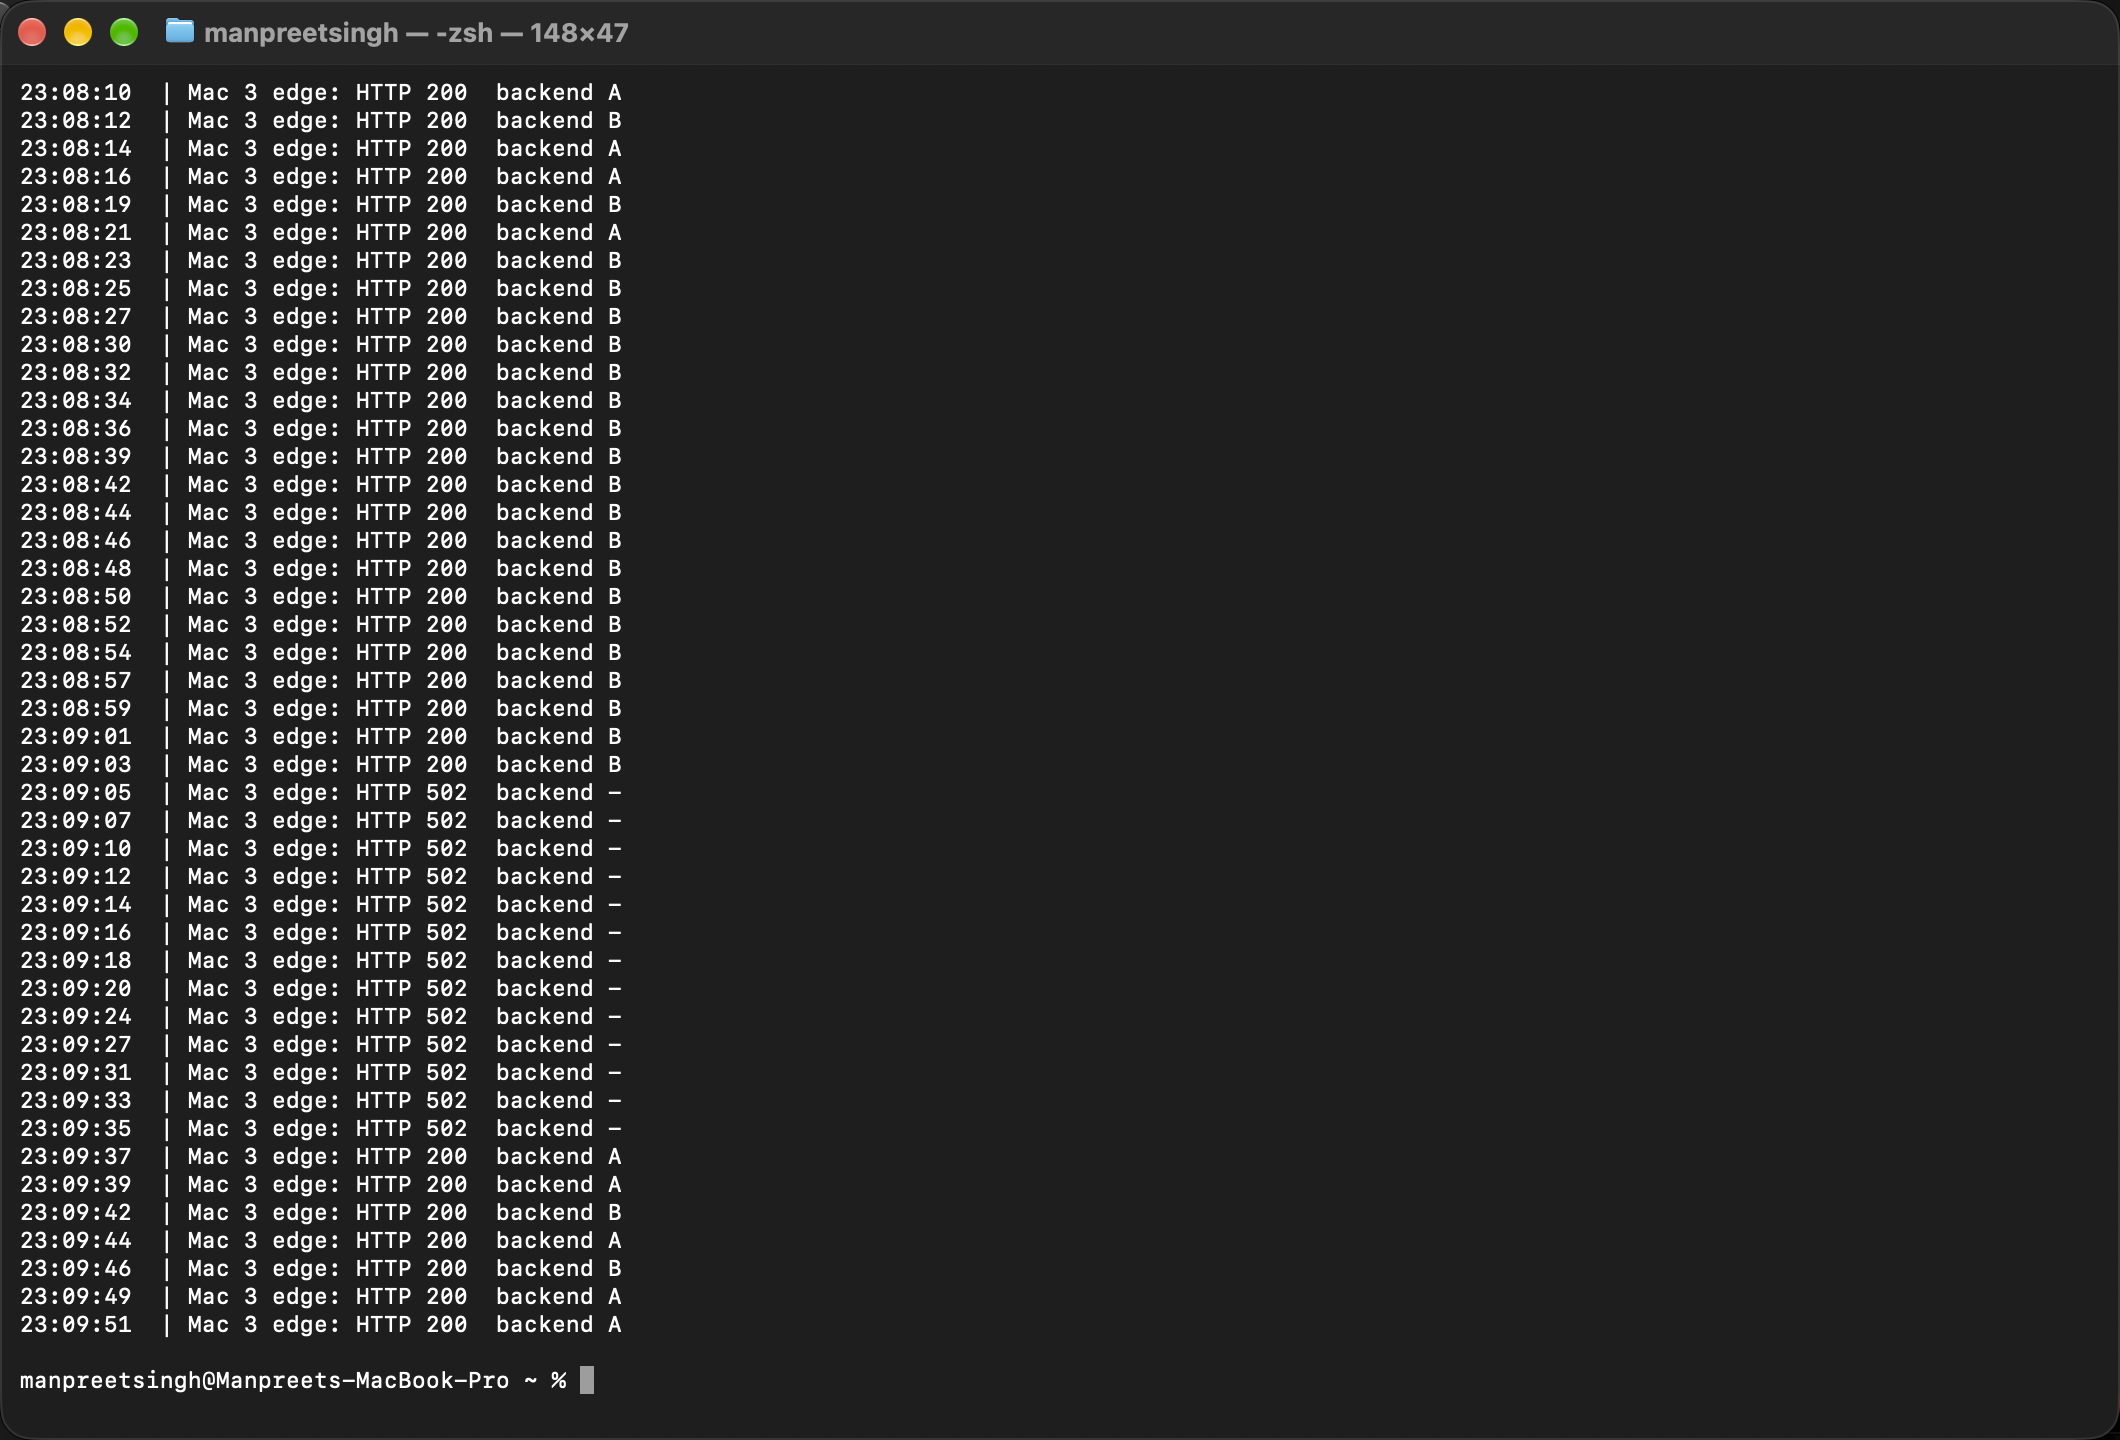 manpreetsingh — -zsh — 148×47
23:08:10  | Mac 3 edge: HTTP 200  backend A
23:08:12  | Mac 3 edge: HTTP 200  backend B
23:08:14  | Mac 3 edge: HTTP 200  backend A
23:08:16  | Mac 3 edge: HTTP 200  backend A
23:08:19  | Mac 3 edge: HTTP 200  backend B
23:08:21  | Mac 3 edge: HTTP 200  backend A
23:08:23  | Mac 3 edge: HTTP 200  backend B
23:08:25  | Mac 3 edge: HTTP 200  backend B
23:08:27  | Mac 3 edge: HTTP 200  backend B
23:08:30  | Mac 3 edge: HTTP 200  backend B
23:08:32  | Mac 3 edge: HTTP 200  backend B
23:08:34  | Mac 3 edge: HTTP 200  backend B
23:08:36  | Mac 3 edge: HTTP 200  backend B
23:08:39  | Mac 3 edge: HTTP 200  backend B
23:08:42  | Mac 3 edge: HTTP 200  backend B
23:08:44  | Mac 3 edge: HTTP 200  backend B
23:08:46  | Mac 3 edge: HTTP 200  backend B
23:08:48  | Mac 3 edge: HTTP 200  backend B
23:08:50  | Mac 3 edge: HTTP 200  backend B
23:08:52  | Mac 3 edge: HTTP 200  backend B
23:08:54  | Mac 3 edge: HTTP 200  backend B
23:08:57  | Mac 3 edge: HTTP 200  backend B
23:08:59  | Mac 3 edge: HTTP 200  backend B
23:09:01  | Mac 3 edge: HTTP 200  backend B
23:09:03  | Mac 3 edge: HTTP 200  backend B
23:09:05  | Mac 3 edge: HTTP 502  backend -
23:09:07  | Mac 3 edge: HTTP 502  backend -
23:09:10  | Mac 3 edge: HTTP 502  backend -
23:09:12  | Mac 3 edge: HTTP 502  backend -
23:09:14  | Mac 3 edge: HTTP 502  backend -
23:09:16  | Mac 3 edge: HTTP 502  backend -
23:09:18  | Mac 3 edge: HTTP 502  backend -
23:09:20  | Mac 3 edge: HTTP 502  backend -
23:09:24  | Mac 3 edge: HTTP 502  backend -
23:09:27  | Mac 3 edge: HTTP 502  backend -
23:09:31  | Mac 3 edge: HTTP 502  backend -
23:09:33  | Mac 3 edge: HTTP 502  backend -
23:09:35  | Mac 3 edge: HTTP 502  backend -
23:09:37  | Mac 3 edge: HTTP 200  backend A
23:09:39  | Mac 3 edge: HTTP 200  backend A
23:09:42  | Mac 3 edge: HTTP 200  backend B
23:09:44  | Mac 3 edge: HTTP 200  backend A
23:09:46  | Mac 3 edge: HTTP 200  backend B
23:09:49  | Mac 3 edge: HTTP 200  backend A
23:09:51  | Mac 3 edge: HTTP 200  backend A
manpreetsingh@Manpreets-MacBook-Pro ~ %